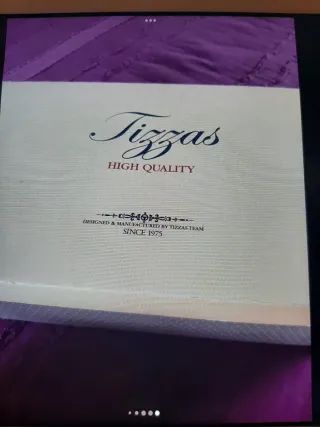 Tizzas
HIGH QUALITY
DESIGNED & MANUFACTURED BY TIZZAS TEAM
SINCE 1975